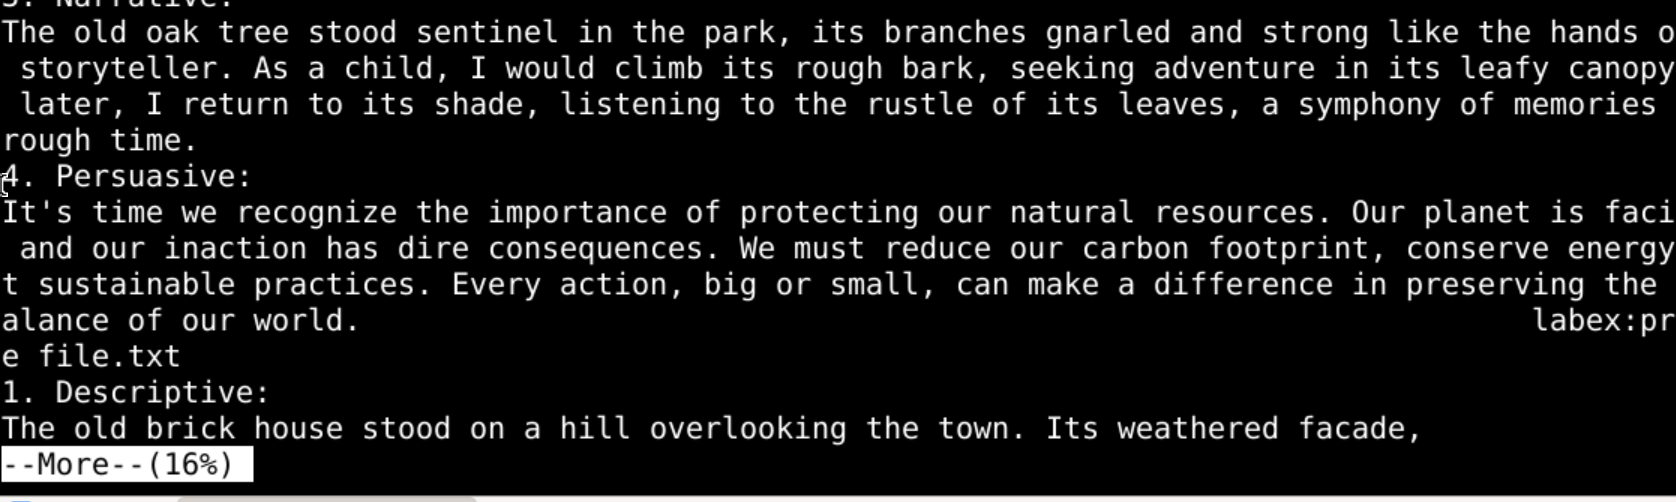 3. Narrative:
The old oak tree stood sentinel in the park, its branches gnarled and strong like the hands o
storyteller. As a child, I would climb its rough bark, seeking adventure in its leafy canopy
later, I return to its shade, listening to the rustle of its leaves, a symphony of memories
rough time.
4. Persuasive:
It's time we recognize the importance of protecting our natural resources. Our planet is faci
and our inaction has dire consequences. We must reduce our carbon footprint, conserve energy
t sustainable practices. Every action, big or small, can make a difference in preserving the
alance of our world. labex:pr
e file.txt
1. Descriptive:
The old brick house stood on a hill overlooking the town. Its weathered facade,
--More--(16%)